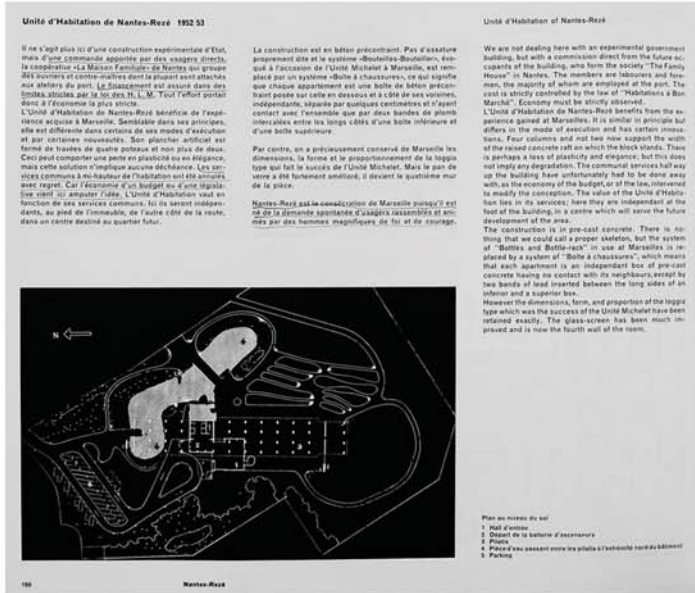 Unité d'Habitation de Nantes-Rezé 1952 53
Il ne s'agit plus ici d'une construction expérimentale d'Etat,
mais d'une commande apportée par des usagers directs,
la coopérative «La Maison Familiale» de Nantes qui groupe
des ouvriers et contre-maîtres dont la plupart sont attachés
aux ateliers du port. Le financement est assuré dans des
limites strictes par la loi des H. L. M. Tout l'effort portait
donc à l'économie la plus stricte.
L'Unité d'Habitation de Nantes-Rezé bénéficie de l'expé-
rience acquise à Marseille. Semblable dans ses principes,
elle est différente dans certains de ses modes d'exécution
et par certaines nouveautés. Son plancher artificiel est
formé de travées de quatre poteaux et non plus de deux.
Ceci peut comporter une perte en plasticité ou en élégance,
mais cette solution n'implique aucune déchéance. Les ser-
vices communs à mi-hauteur de l'habitation ont été annulés
avec regret. Car l'économie d'un budget ou d'une législa-
tion vient ici amputer l'idée. L'Unité d'Habitation vaut en
fonction de ses services communs. Ici ils seront indépen-
dants, au pied de l'immeuble, de l'autre côté de la route,
dans un centre destiné au quartier futur.
La construction est en béton précontraint. Pas d'ossature
proprement dite et le système «Bouteilles-Bouteiller», évo-
qué à l'occasion de l'Unité Michelet à Marseille, est rem-
placé par un système «Boîte à chaussures», ce qui signifie
que chaque appartement est une boîte de béton précon-
traint posée sur celle en dessous et à côté de ses voisines,
indépendante, séparée par quelques centimètres et n'ayant
contact avec l'ensemble que par deux bandes de plomb
intercalées entre les longs côtés d'une boîte inférieure et
d'une boîte supérieure.
Par contre, on a précieusement conservé de Marseille les
dimensions, la forme et le proportionnement de la loggia
type qui fait le succès de l'Unité Michelet. Mais le pan de
verre a été fortement amélioré, il devient le quatrième mur
de la pièce.
Nantes-Rezé est la consécration de Marseille puisqu'il est
né de la demande spontanée d'usagers rassemblés et ani-
més par des hommes magnifiques de foi et de courage.
Unité d'Habitation of Nantes-Rezé
We are not dealing here with an experimental government
building, but with a commission direct from the future oc-
cupants of the building, who form the society "The Family
House" in Nantes. The members are labourers and fore-
men, the majority of whom are employed at the port. The
cost is strictly controlled by the law of "Habitations à Bon
Marché". Economy must be strictly observed.
L'Unité d'Habitation de Nantes-Rezé benefits from the ex-
perience gained at Marseilles. It is similar in principle but
differs in the mode of execution and has certain innova-
tions. Four columns and not two now support the width
of the raised concrete raft on which the block stands. There
is perhaps a loss of plasticity and elegance; but this does
not imply any degradation. The communal services half way
up the building have unfortunately had to be done away
with, as the economy of the budget, or of the law, intervened
to modify the conception. The value of the Unité d'Habita-
tion lies in its services; here they are independent at the
foot of the building, in a centre which will serve the future
development of the area.
The construction is in pre-cast concrete. There is no-
thing that we could call a proper skeleton, but the system
of "Bottles and Bottle-rack" in use at Marseilles is re-
placed by a system of "Boîte à chaussures", which means
that each apartment is an independent box of pre-cast
concrete having no contact with its neighbours, except by
two bands of lead inserted between the long sides of an
inferior and a superior box.
However the dimensions, form, and proportion of the loggia
type which was the success of the Unité Michelet have been
retained exactly. The glass-screen has been much im-
proved and is now the fourth wall of the room.
N
Plan au niveau du sol
1 Hall d'entrée
2 Départ de la batterie d'ascenseurs
3 Pilotis
4 Pièce d'eau passant entre les pilotis à l'extrémité nord du bâtiment
5 Parking
Nantes-Rezé